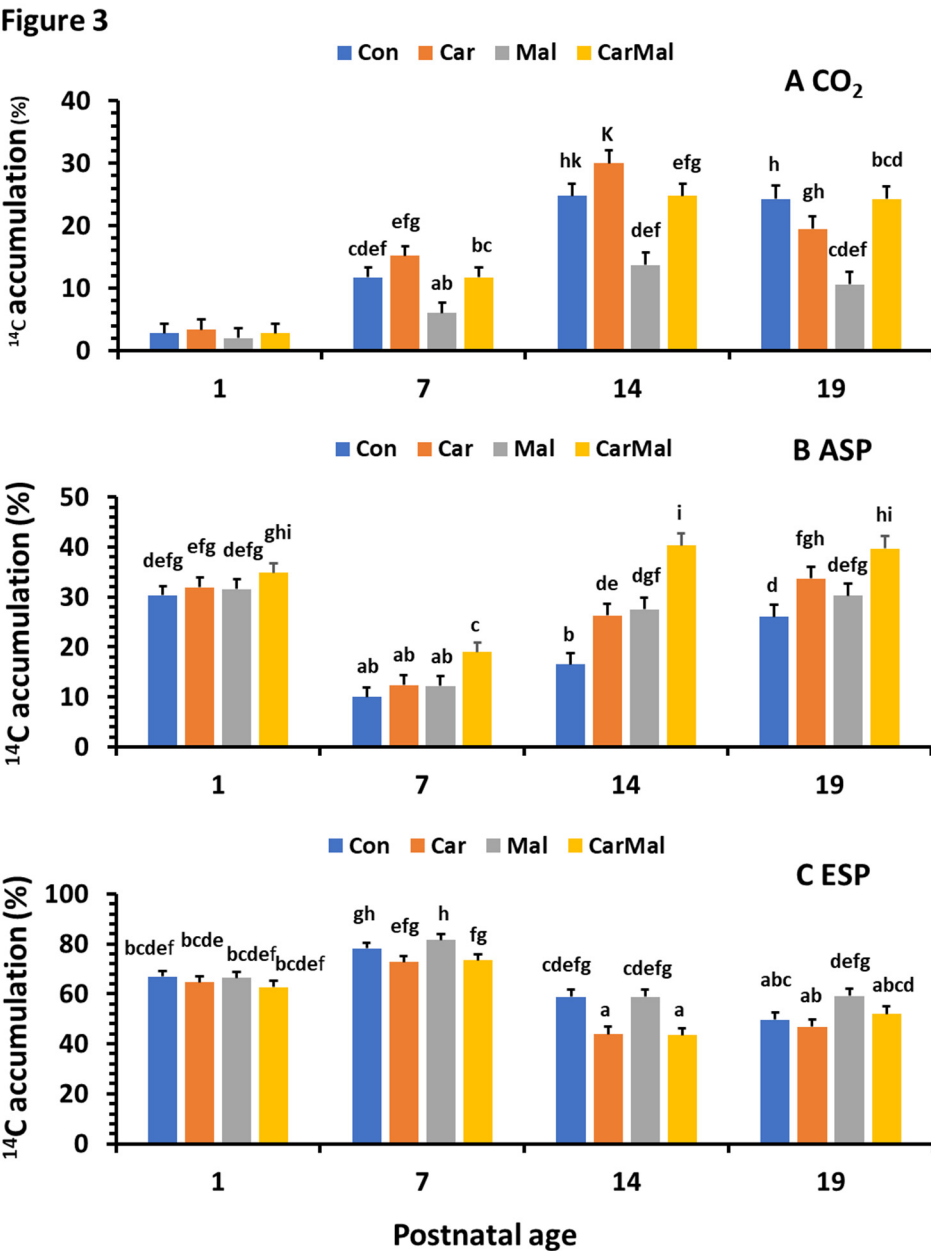 Figure 3
Con Car Mal CarMal
A CO₂
¹⁴C accumulation (%)
40
30
20
10
0
cdef efg ab bc
hk K def efg
h gh cdef bcd
1 7 14 19
Con Car Mal CarMal
B ASP
¹⁴C accumulation (%)
50
40
30
20
10
0
defg efg defg ghi
ab ab ab c
b de dgf i
d fgh defg hi
1 7 14 19
Con Car Mal CarMal
C ESP
¹⁴C accumulation (%)
100
80
60
40
20
0
bcdef bcde bcdef bcdef
gh efg h fg
cdefg a cdefg a
abc ab defg abcd
1 7 14 19
Postnatal age